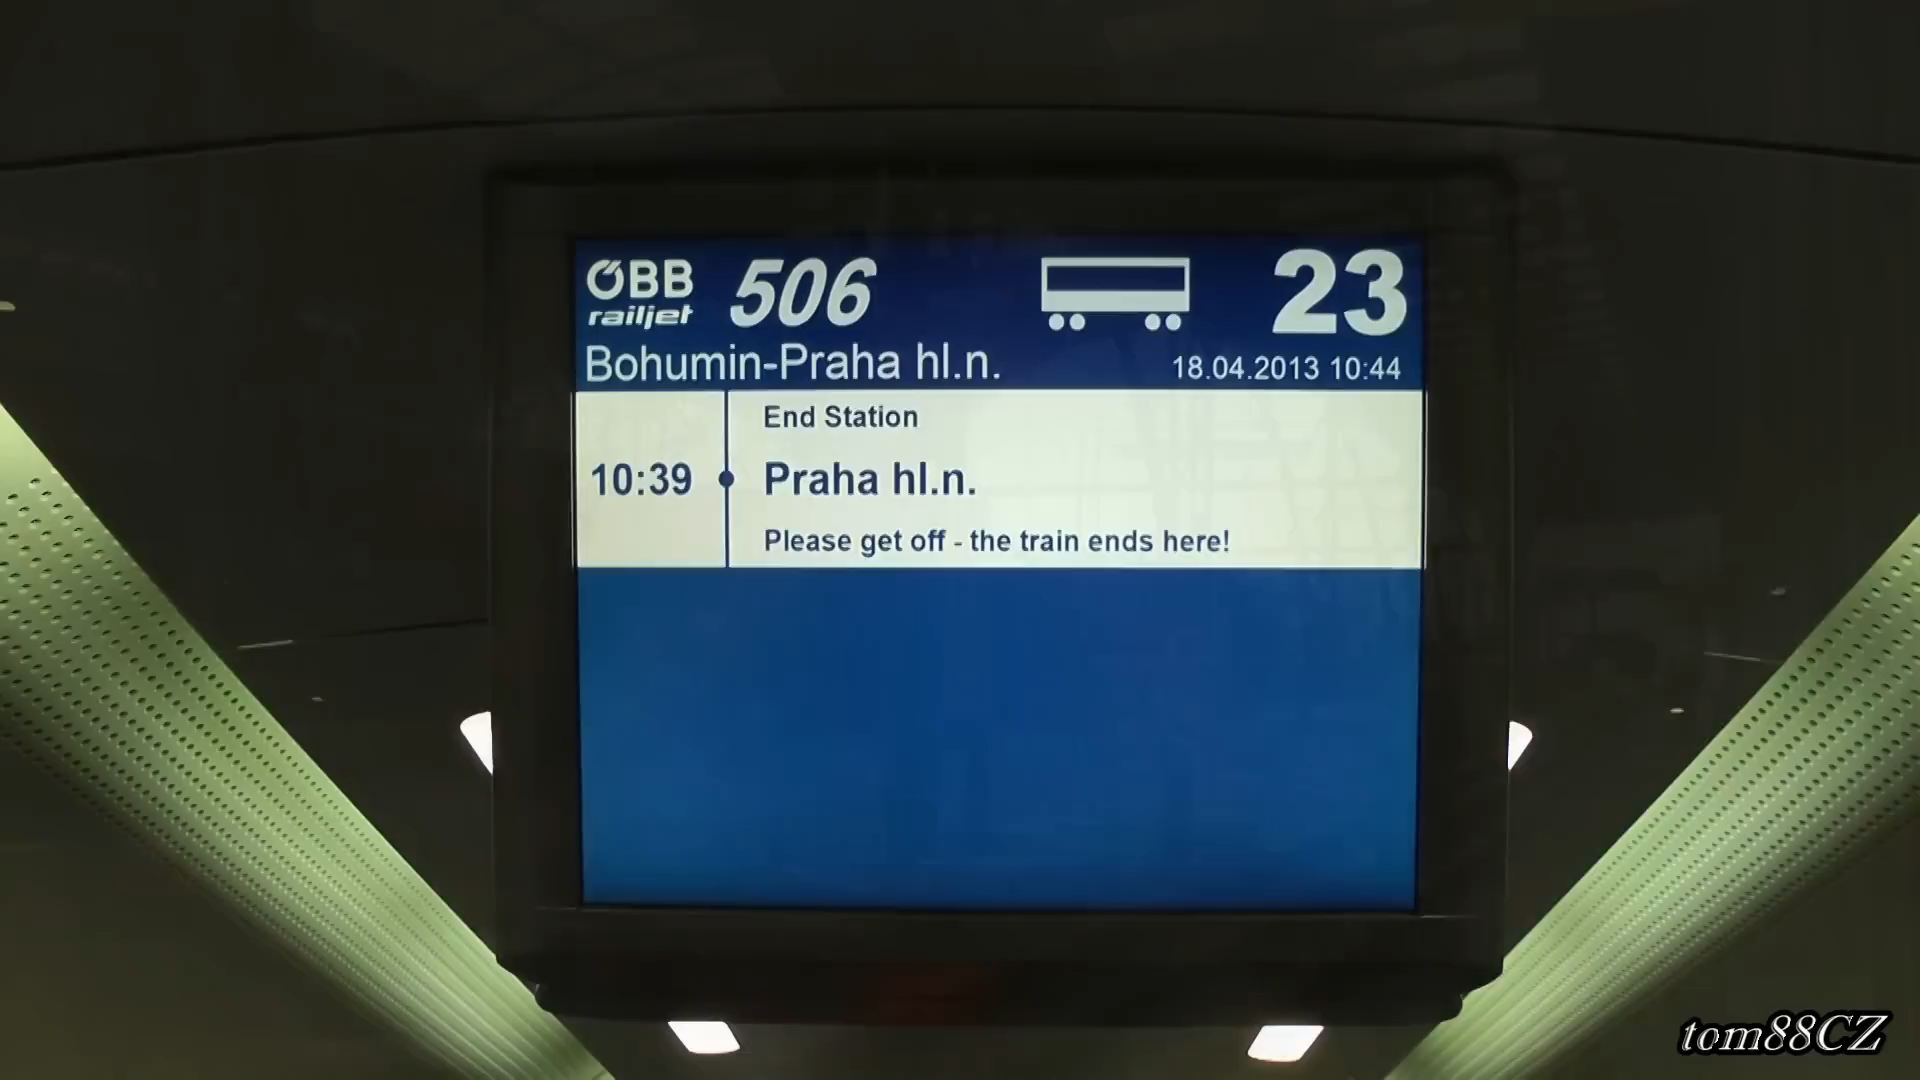 ÖBB 506 23
railjet
Bohumin-Praha hl.n. 18.04.2013 10:44
End Station
10:39 Praha hl.n.
Please get off - the train ends here!
tom88CZ